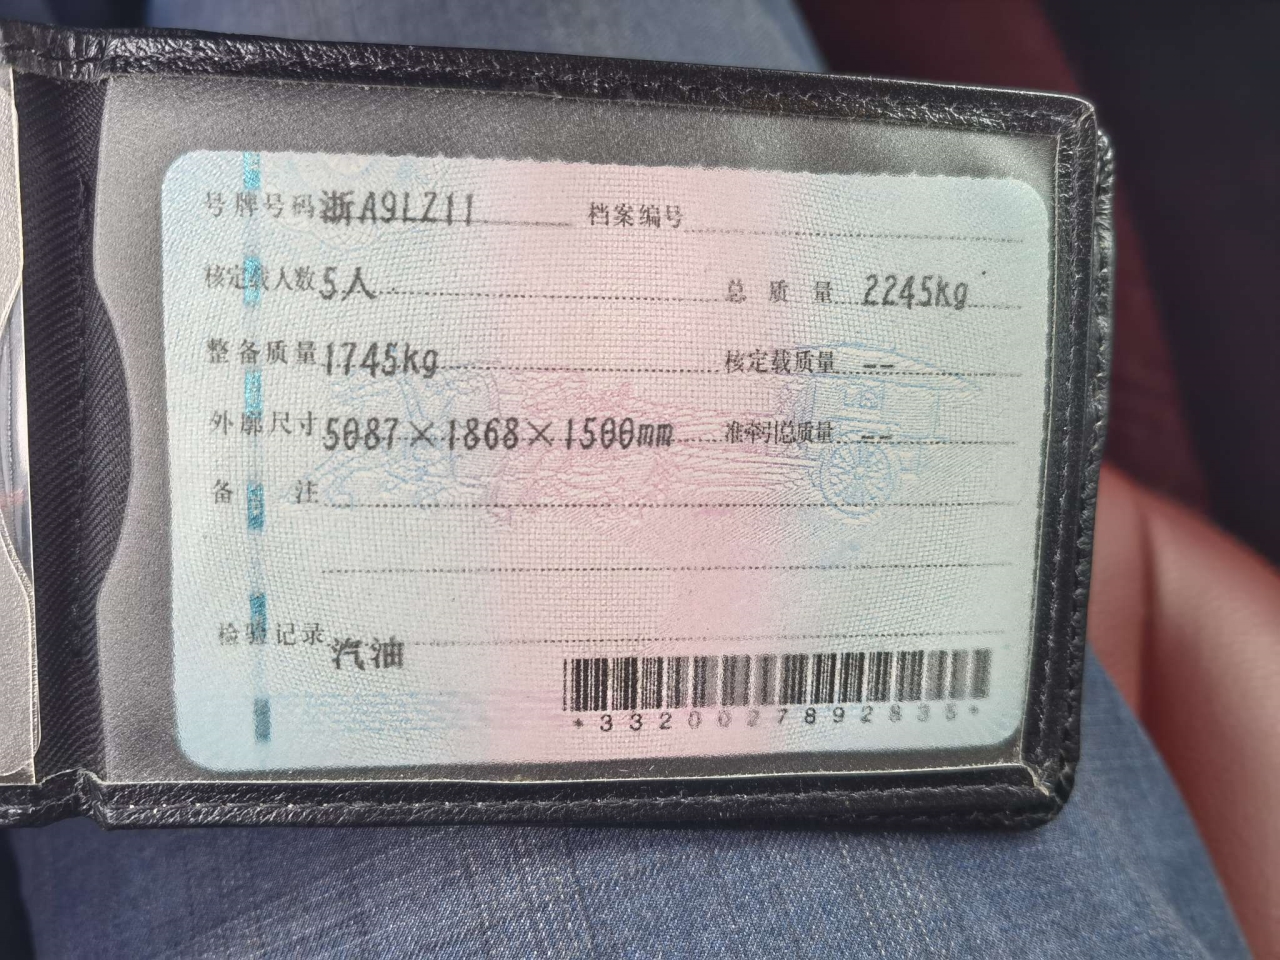 号牌号码 浙A9LZ11 档案编号
核定载人数 5人 总质量 2245kg
整备质量 1745kg 核定载质量 --
外廓尺寸 5087×1868×1500mm 准牵引总质量 --
备注
检验记录 汽油
*3320027892835*